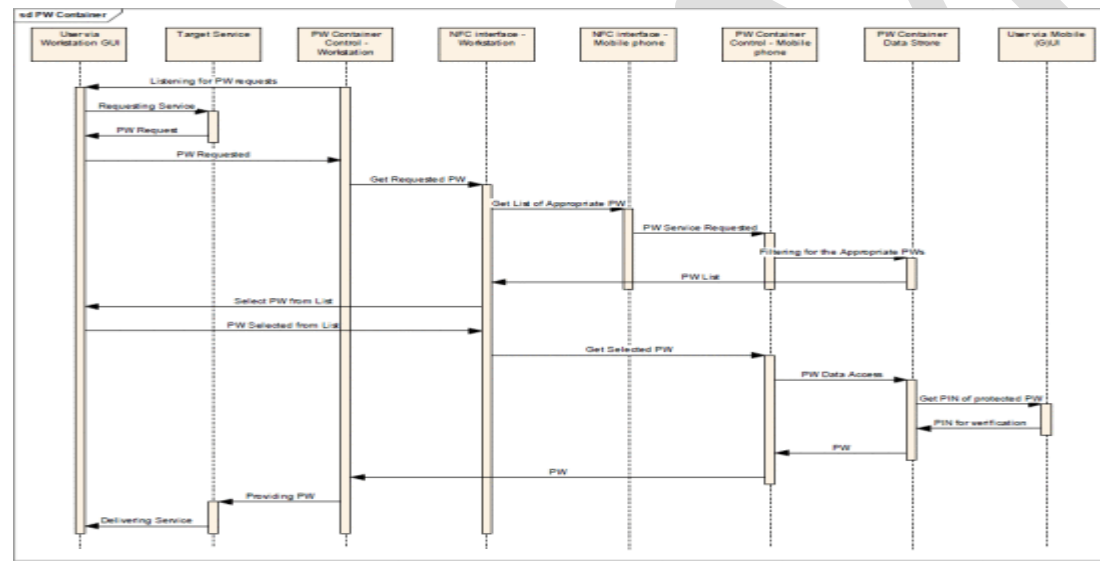 sd PW Container
User via
Workstation GUI
Target Service
PW Container
Control -
Workstation
NFC interface -
Workstation
NFC interface -
Mobile phone
PW Container
Control - Mobile
phone
PW Container
Data Strore
User via Mobile
(G)UI
Listening for PW requests
Requesting Service
PW Request
PW Requested
Get Requested PW
Get List of Appropriate PW
PW Service Requested
Filtering for the Appropriate PWs
PW List
Select PW from List
PW Selected from List
Get Selected PW
PW Data Access
Get PIN of protected PW
PIN for verification
PW
PW
Providing PW
Delivering Service